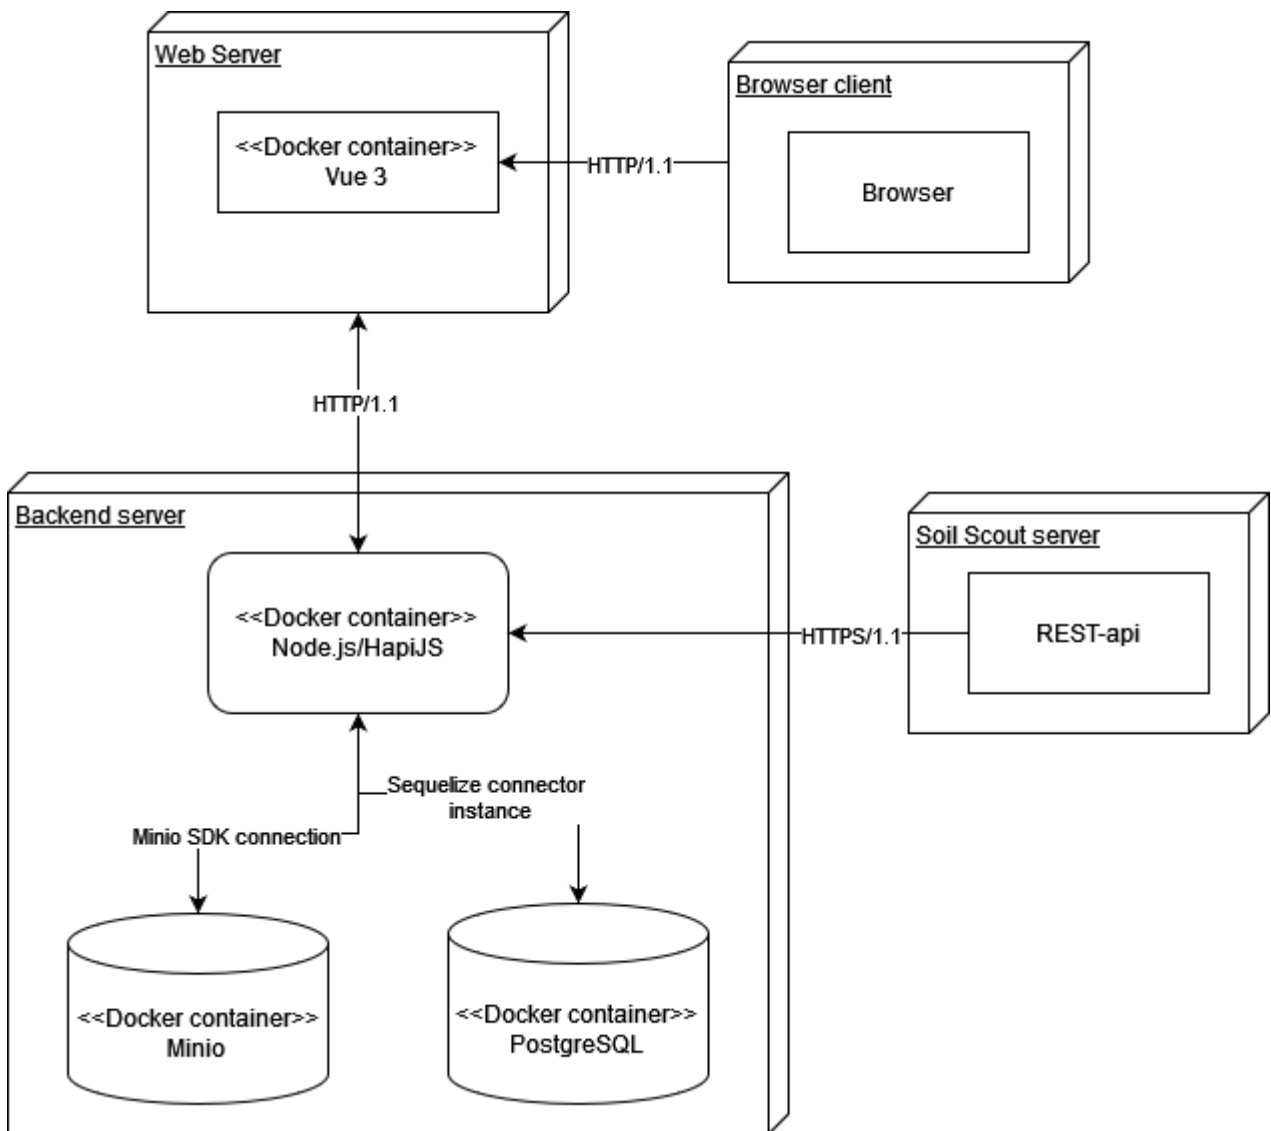 Web Server
<<Docker container>>
Vue 3
HTTP/1.1
Browser client
Browser
HTTP/1.1
Backend server
<<Docker container>>
Node.js/HapiJS
HTTPS/1.1
Soil Scout server
REST-api
Sequelize connector
instance
Minio SDK connection
<<Docker container>>
Minio
<<Docker container>>
PostgreSQL